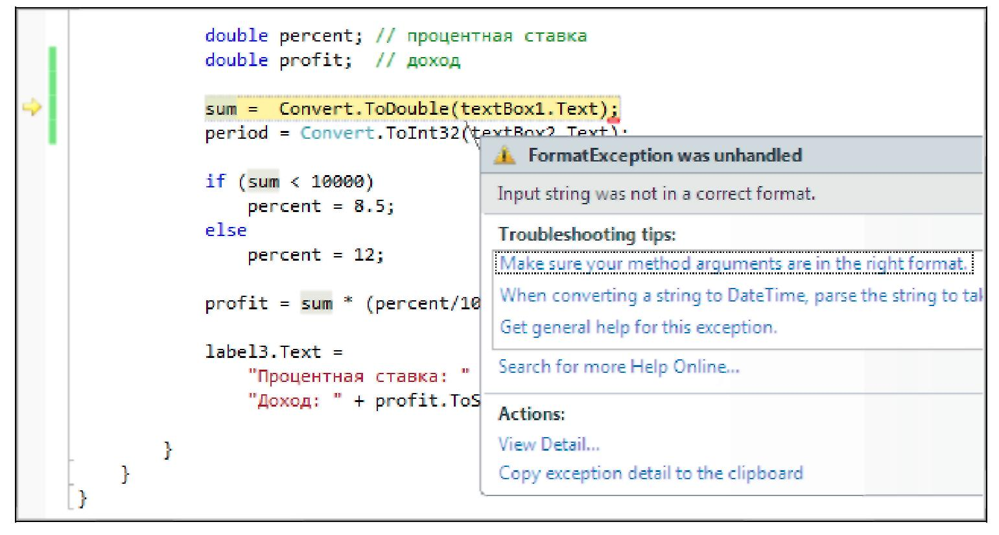 double percent; // процентная ставка
double profit; // доход
sum = Convert.ToDouble(textBox1.Text);
period = Convert.ToInt32(textBox2.Text);
if (sum < 10000)
percent = 8.5;
else
percent = 12;
profit = sum * (percent/10
label3.Text =
"Процентная ставка: "
"Доход: " + profit.ToS
}
}
}
FormatException was unhandled
Input string was not in a correct format.
Troubleshooting tips:
Make sure your method arguments are in the right format.
When converting a string to DateTime, parse the string to tak
Get general help for this exception.
Search for more Help Online...
Actions:
View Detail...
Copy exception detail to the clipboard